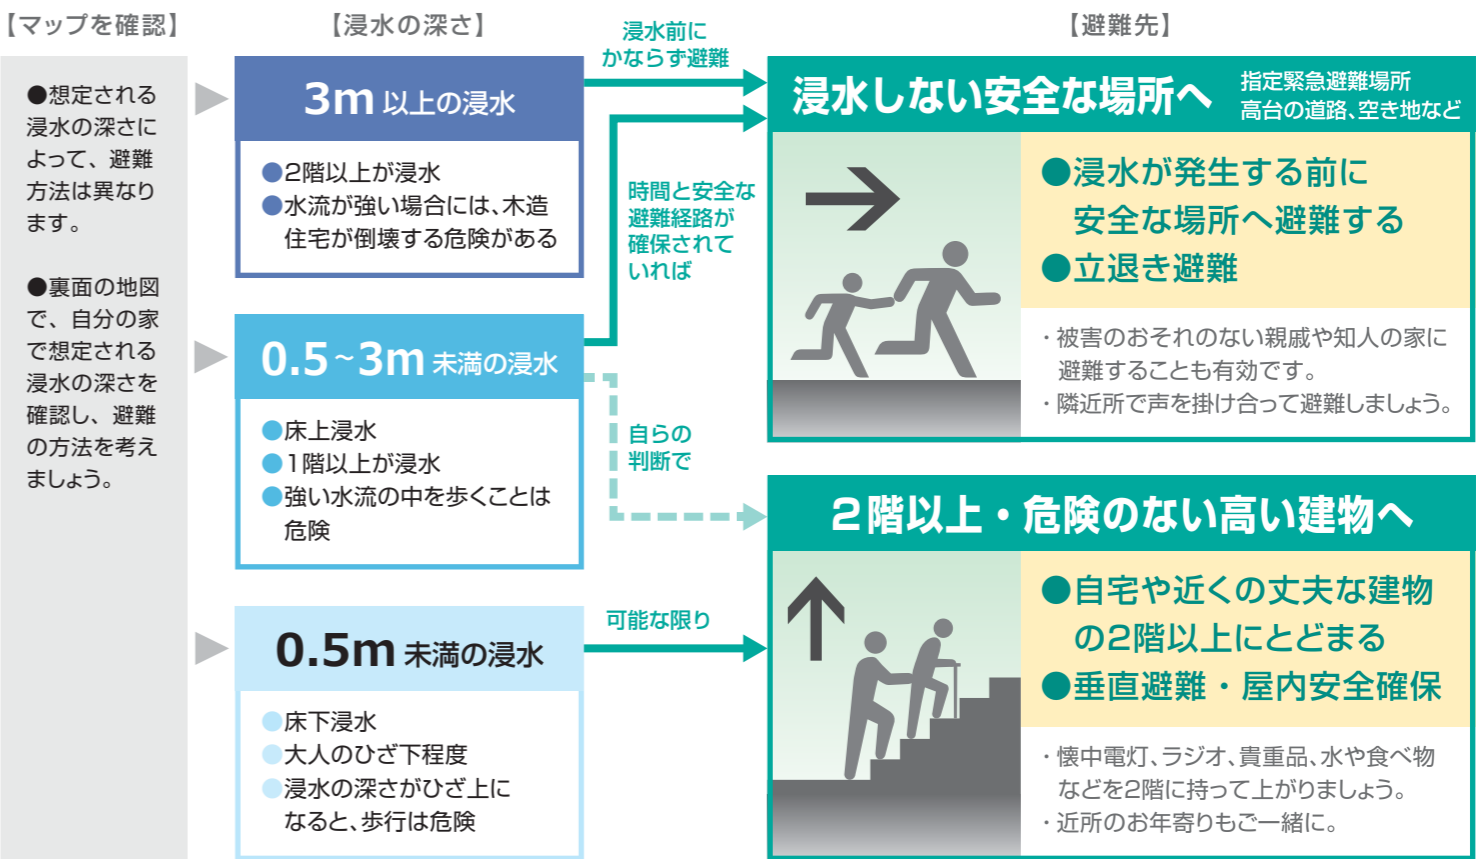 【マップを確認】
●想定される
浸水の深さに
よって、避難
方法は異なり
ます。
●裏面の地図
で、自分の家
で想定される
浸水の深さを
確認し、避難
の方法を考え
ましょう。
【浸水の深さ】
3m 以上の浸水
●2階以上が浸水
●水流が強い場合には、木造
住宅が倒壊する危険がある
0.5～3m 未満の浸水
●床上浸水
●1階以上が浸水
●強い水流の中を歩くことは
危険
0.5m 未満の浸水
●床下浸水
●大人のひざ下程度
●浸水の深さがひざ上に
なると、歩行は危険
浸水前に
かならず避難
時間と安全な
避難経路が
確保されて
いれば
自らの
判断で
可能な限り
【避難先】
浸水しない安全な場所へ
指定緊急避難場所
高台の道路、空き地など
●浸水が発生する前に
安全な場所へ避難する
●立退き避難
・被害のおそれのない親戚や知人の家に
避難することも有効です。
・隣近所で声を掛け合って避難しましょう。
2階以上・危険のない高い建物へ
●自宅や近くの丈夫な建物
の2階以上にとどまる
●垂直避難・屋内安全確保
・懐中電灯、ラジオ、貴重品、水や食べ物
などを2階に持って上がりましょう。
・近所のお年寄りもご一緒に。